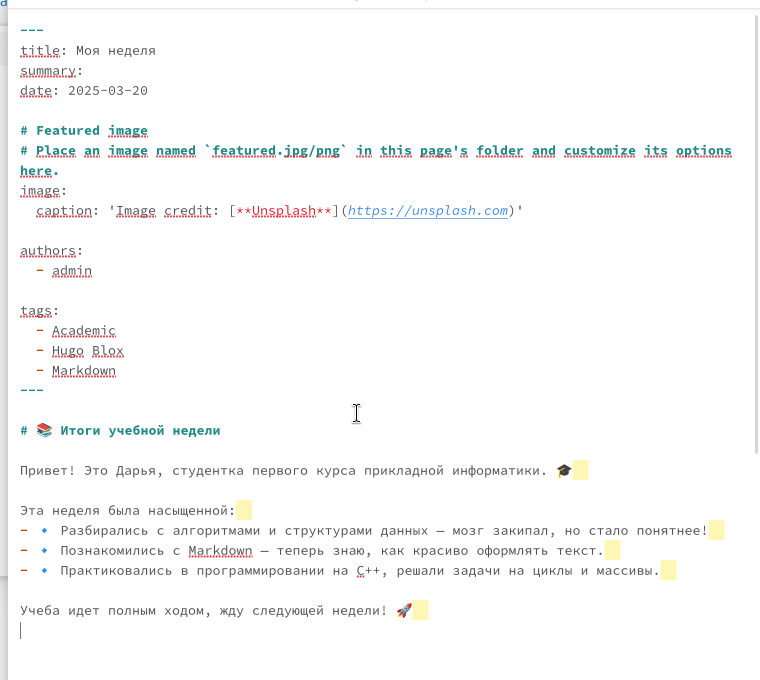 ---
title: Моя неделя
summary:
date: 2025-03-20
# Featured image
# Place an image named `featured.jpg/png` in this page's folder and customize its options
here.
image:
  caption: 'Image credit: [**Unsplash**](https://unsplash.com)'
authors:
  - admin
tags:
  - Academic
  - Hugo Blox
  - Markdown
---
# 📚 Итоги учебной недели
Привет! Это Дарья, студентка первого курса прикладной информатики. 🎓
Эта неделя была насыщенной:
- 🔹 Разбирались с алгоритмами и структурами данных — мозг закипал, но стало понятнее!
- 🔹 Познакомились с Markdown — теперь знаю, как красиво оформлять текст.
- 🔹 Практиковались в программировании на C++, решали задачи на циклы и массивы.
Учеба идет полным ходом, жду следующей недели! 🚀